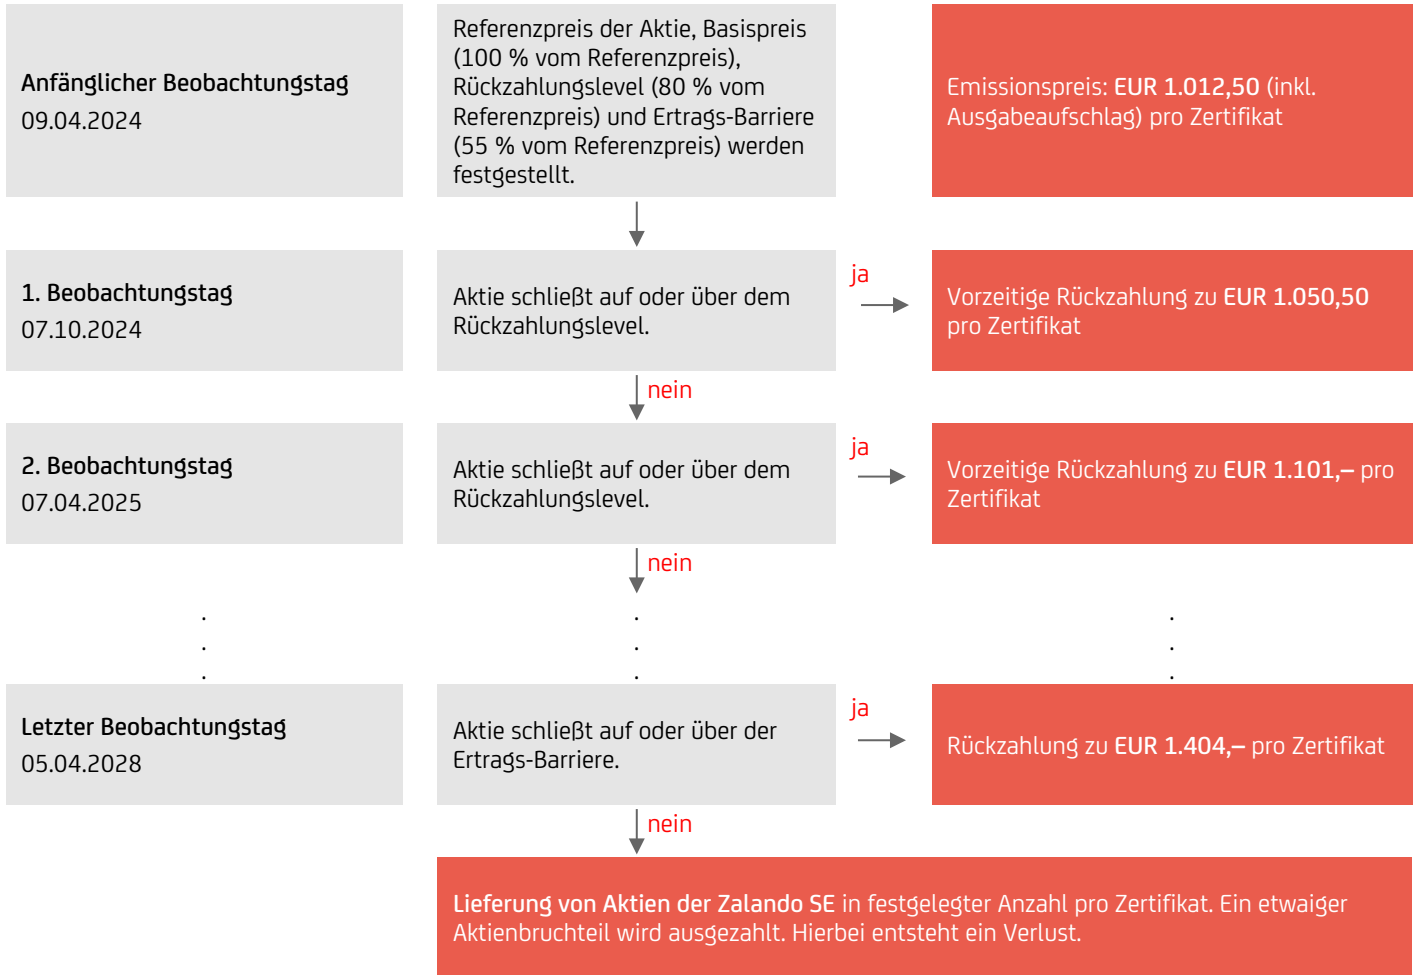 Anfänglicher Beobachtungstag
09.04.2024
Referenzpreis der Aktie, Basispreis
(100 % vom Referenzpreis),
Rückzahlungslevel (80 % vom
Referenzpreis) und Ertrags-Barriere
(55 % vom Referenzpreis) werden
festgestellt.
Emissionspreis: EUR 1.012,50 (inkl.
Ausgabeaufschlag) pro Zertifikat
1. Beobachtungstag
07.10.2024
Aktie schließt auf oder über dem
Rückzahlungslevel.
ja
Vorzeitige Rückzahlung zu EUR 1.050,50
pro Zertifikat
nein
2. Beobachtungstag
07.04.2025
Aktie schließt auf oder über dem
Rückzahlungslevel.
ja
Vorzeitige Rückzahlung zu EUR 1.101,– pro
Zertifikat
nein
Letzter Beobachtungstag
05.04.2028
Aktie schließt auf oder über der
Ertrags-Barriere.
ja
Rückzahlung zu EUR 1.404,– pro Zertifikat
nein
Lieferung von Aktien der Zalando SE in festgelegter Anzahl pro Zertifikat. Ein etwaiger
Aktienbruchteil wird ausgezahlt. Hierbei entsteht ein Verlust.